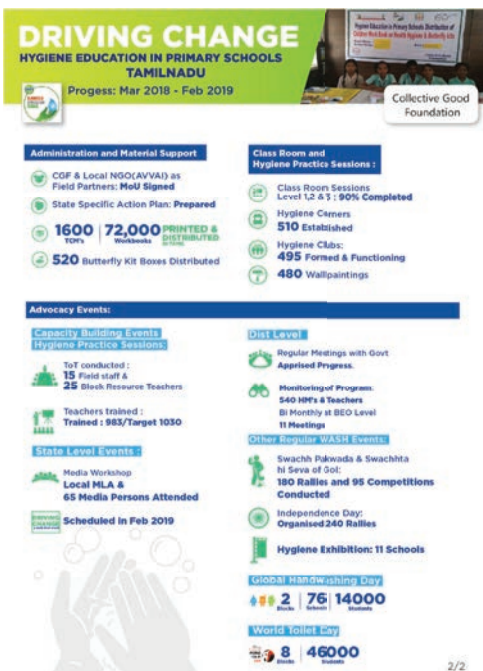 DRIVING CHANGE
HYGIENE EDUCATION IN PRIMARY SCHOOLS
TAMILNADU
Progess: Mar 2018 - Feb 2019
Hygiene Education in Primary Schools
Collective Good
Foundation
Administration and Material Support
CGF & Local NGO(AVVAI) as
Field Partners: MoU Signed
State Specific Action Plan: Prepared
1600 TCM's
72,000 Workbooks
PRINTED &
DISTRIBUTED
520 Butterfly Kit Boxes Distributed
Class Room and
Hygiene Practice Sessions :
Class Room Sessions
Level 1,2 & 3 : 90% Completed
Hygiene Corners
510 Established
Hygiene Clubs:
495 Formed & Functioning
480 Wallpaintings
Advocacy Events:
Capacity Building Events
Hygiene Practice Sessions:
ToT conducted :
15 Field staff &
25 Block Resource Teachers
Teachers trained :
Trained : 983/Target 1030
State Level Events :
Media Workshop
Local MLA &
65 Media Persons Attended
DRIVING
CHANGE
Scheduled in Feb 2019
Dist Level
Regular Meetings with Govt
Apprised Prgress.
Monitoring of Program:
540 HM's & Teachers
Bi Monthly at BEO Level
11 Meetings
Other Regular WASH Events:
Swachh Pakwada & Swachhta
hi Seva of GoI:
180 Rallies and 95 Competitions
Conducted
Independence Day:
Organised 240 Rallies
Hygiene Exhibition: 11 Schools
Global Handwashing Day
2 Blocks
76 Schools
14000 Students
World Toilet Day
8 Blocks
46000 Students
2/2